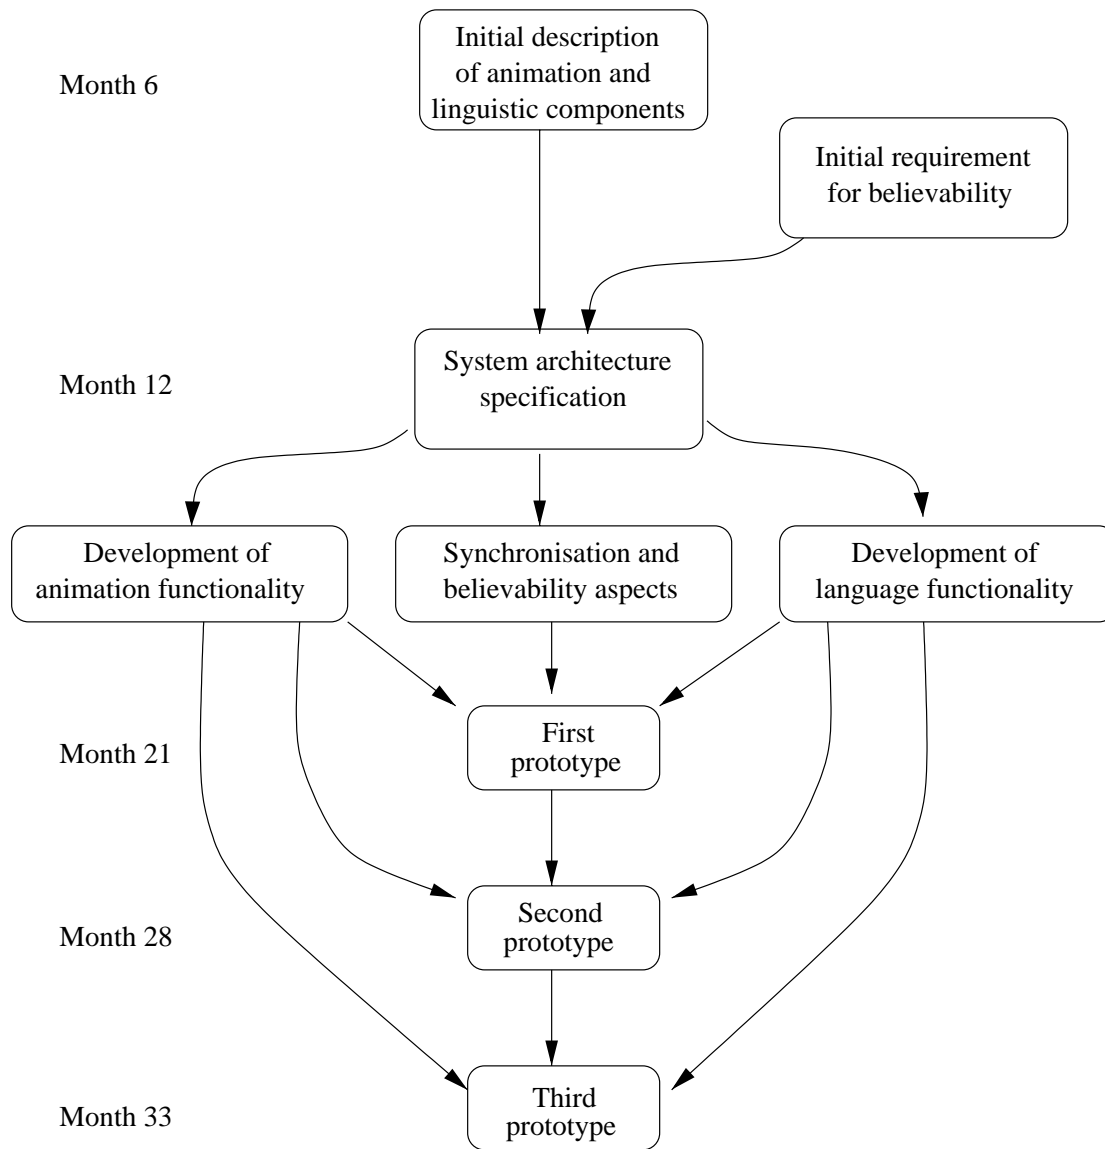 Initial description
of animation and
linguistic components
Month 6
Initial requirement
for believability
System architecture
specification
Month 12
Development of
animation functionality
Synchronisation and
believability aspects
Development of
language functionality
First
prototype
Month 21
Second
prototype
Month 28
Third
prototype
Month 33